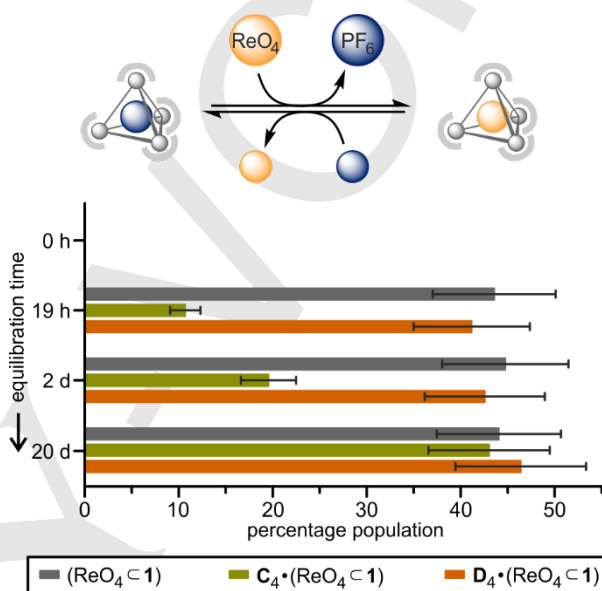 ReO₄ PF₆
0 h
19 h
2 d
20 d
equilibration time
0 10 20 30 40 50
percentage population
(ReO₄ ⊂ 1) C₄•(ReO₄ ⊂ 1) D₄•(ReO₄ ⊂ 1)